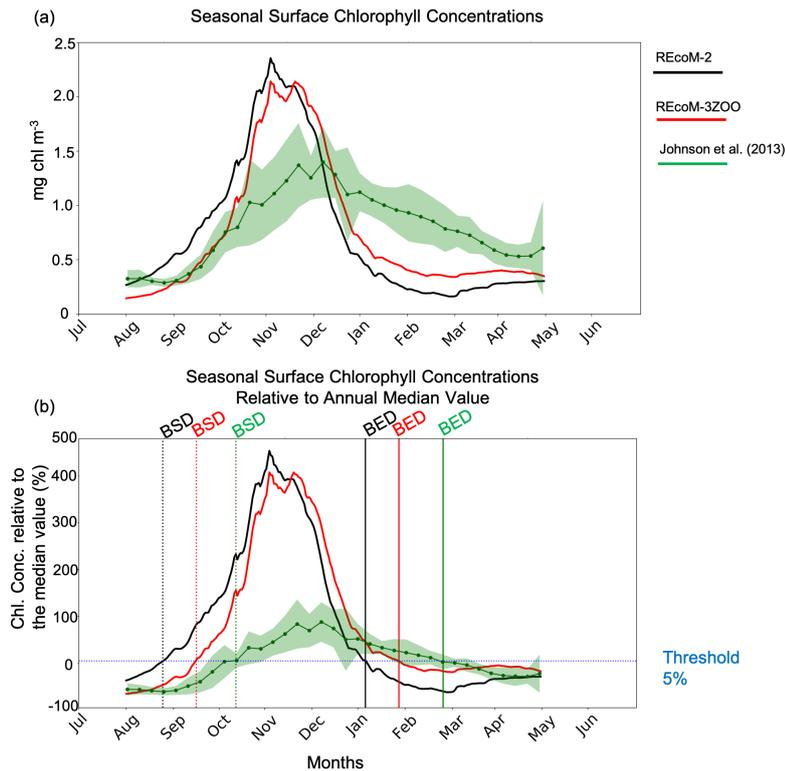 (a)
Seasonal Surface Chlorophyll Concentrations
mg chl m-3
2.5
2.0
1.5
1.0
0.5
0
Jul
Aug
Sep
Oct
Nov
Dec
Jan
Feb
Mar
Apr
May
Jun
REcoM-2
REcoM-3ZOO
Johnson et al. (2013)
Seasonal Surface Chlorophyll Concentrations
Relative to Annual Median Value
(b)
BSD
BSD
BSD
BED
BED
BED
Chl. Conc. relative to
the median value (%)
500
400
300
200
100
0
-100
Jul
Aug
Sep
Oct
Nov
Dec
Jan
Feb
Mar
Apr
May
Jun
Months
Threshold
5%